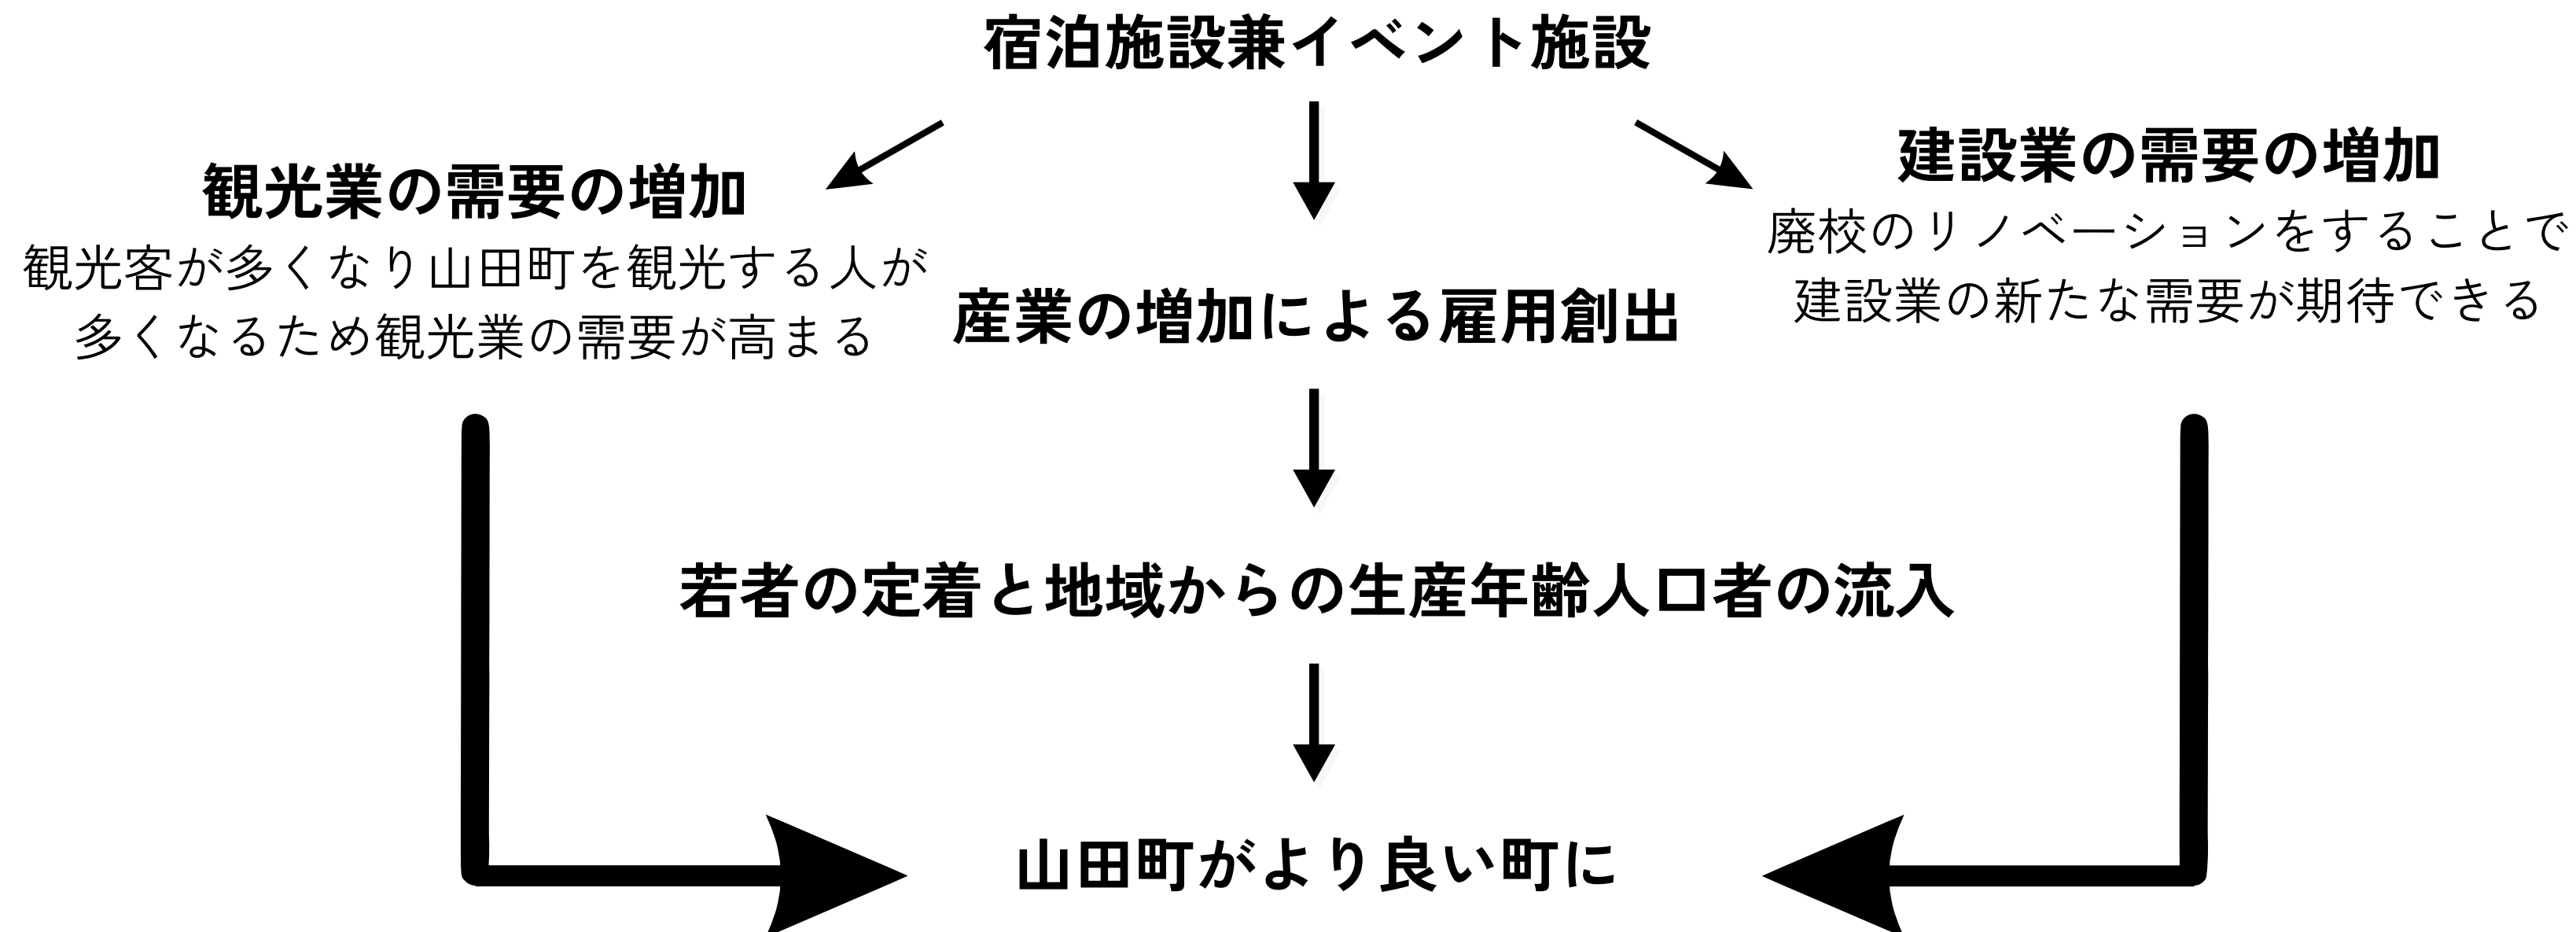 宿泊施設兼イベント施設
観光業の需要の増加
観光客が多くなり山田町を観光する人が
多くなるため観光業の需要が高まる
産業の増加による雇用創出
建設業の需要の増加
廃校のリノベーションをすることで
建設業の新たな需要が期待できる
若者の定着と地域からの生産年齢人口者の流入
山田町がより良い町に